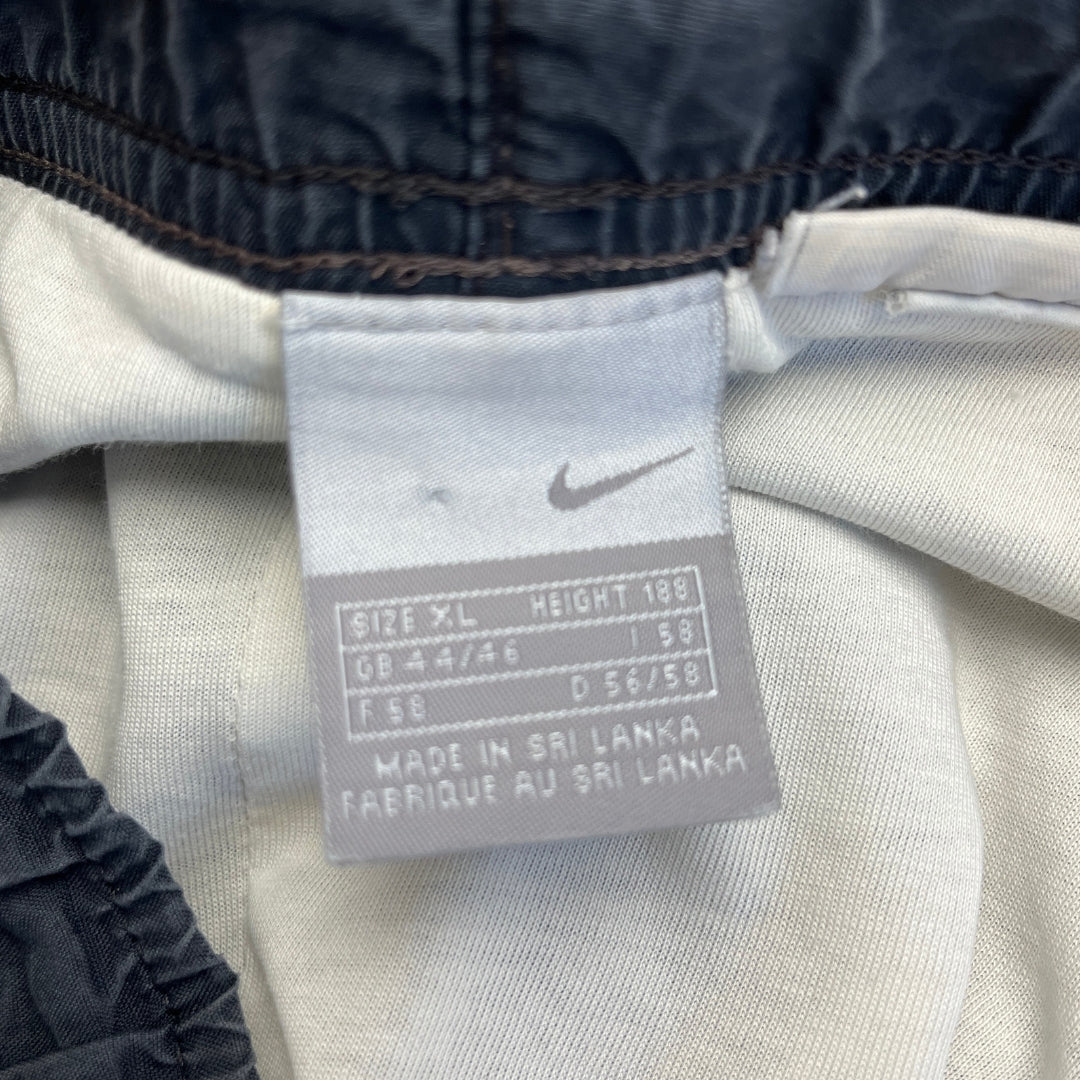 SIZE XL HEIGHT 188
GB 44/46 I 58
F 58 D 56/58
MADE IN SRI LANKA
FABRIQUE AU SRI LANKA